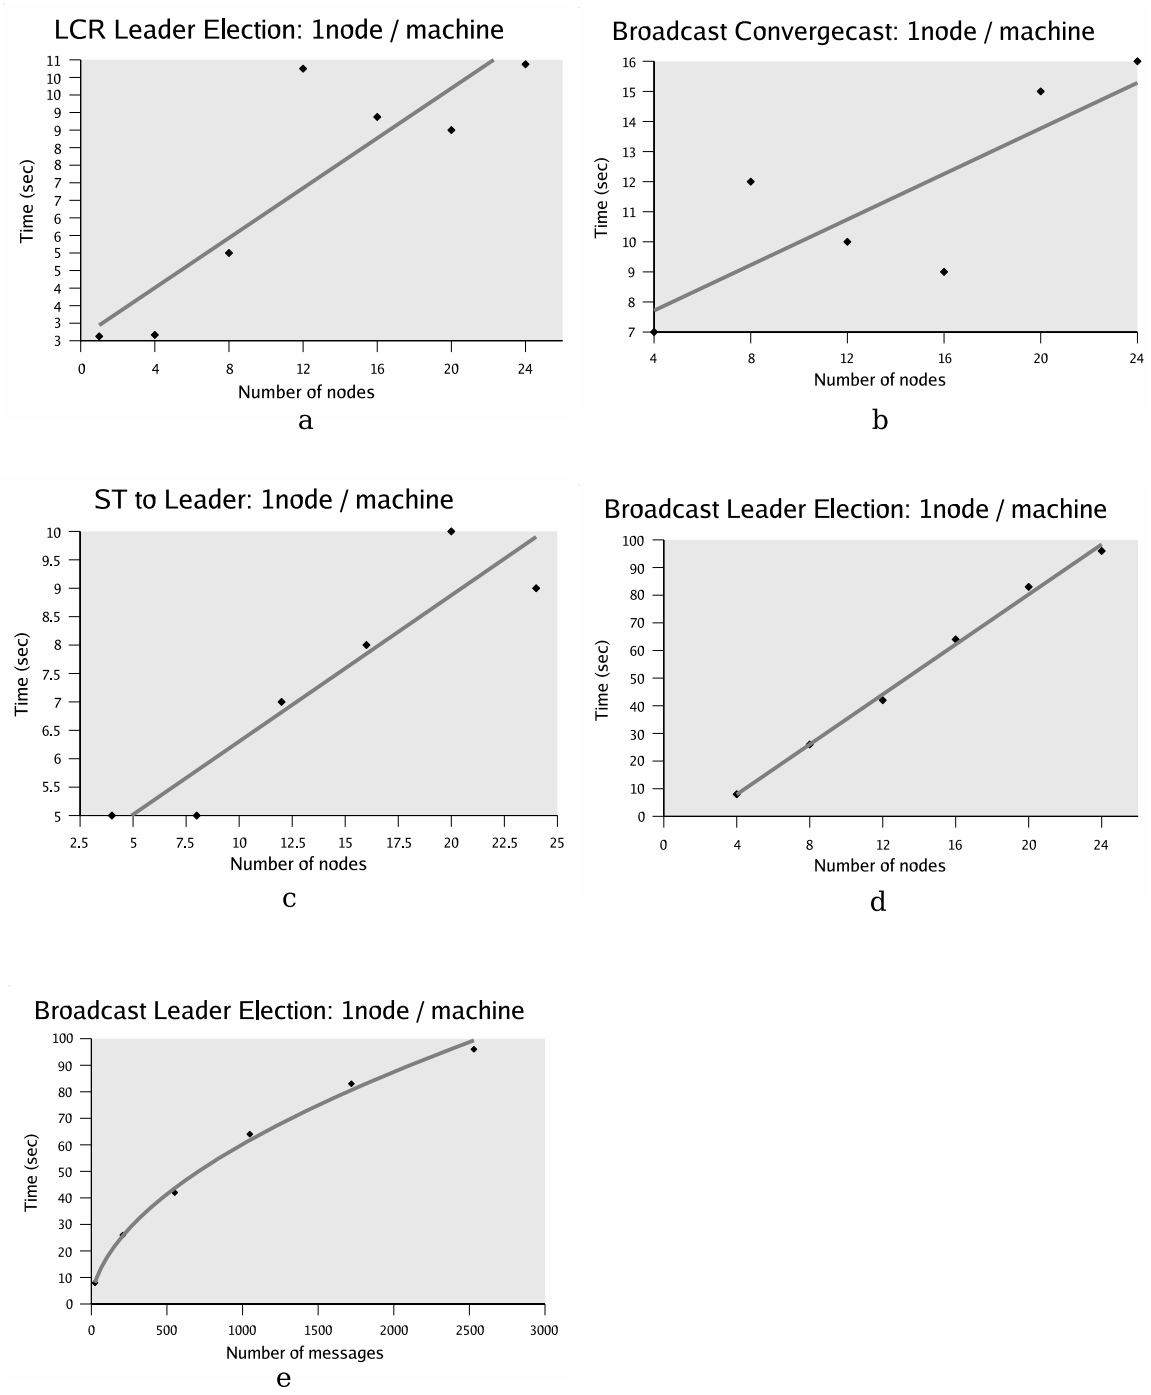 LCR Leader Election: 1node / machine
11
10
10
9
9
8
8
7
7
6
6
5
5
4
4
3
3
Time (sec)
0 4 8 12 16 20 24
Number of nodes
a
Broadcast Convergecast: 1node / machine
16
15
14
13
12
11
10
9
8
7
Time (sec)
4 8 12 16 20 24
Number of nodes
b
ST to Leader: 1node / machine
10
9.5
9
8.5
8
7.5
7
6.5
6
5.5
5
Time (sec)
2.5 5 7.5 10 12.5 15 17.5 20 22.5 25
Number of nodes
c
Broadcast Leader Election: 1node / machine
100
90
80
70
60
50
40
30
20
10
0
Time (sec)
0 4 8 12 16 20 24
Number of nodes
d
Broadcast Leader Election: 1node / machine
100
90
80
70
60
50
40
30
20
10
0
Time (sec)
0 500 1000 1500 2000 2500 3000
Number of messages
e